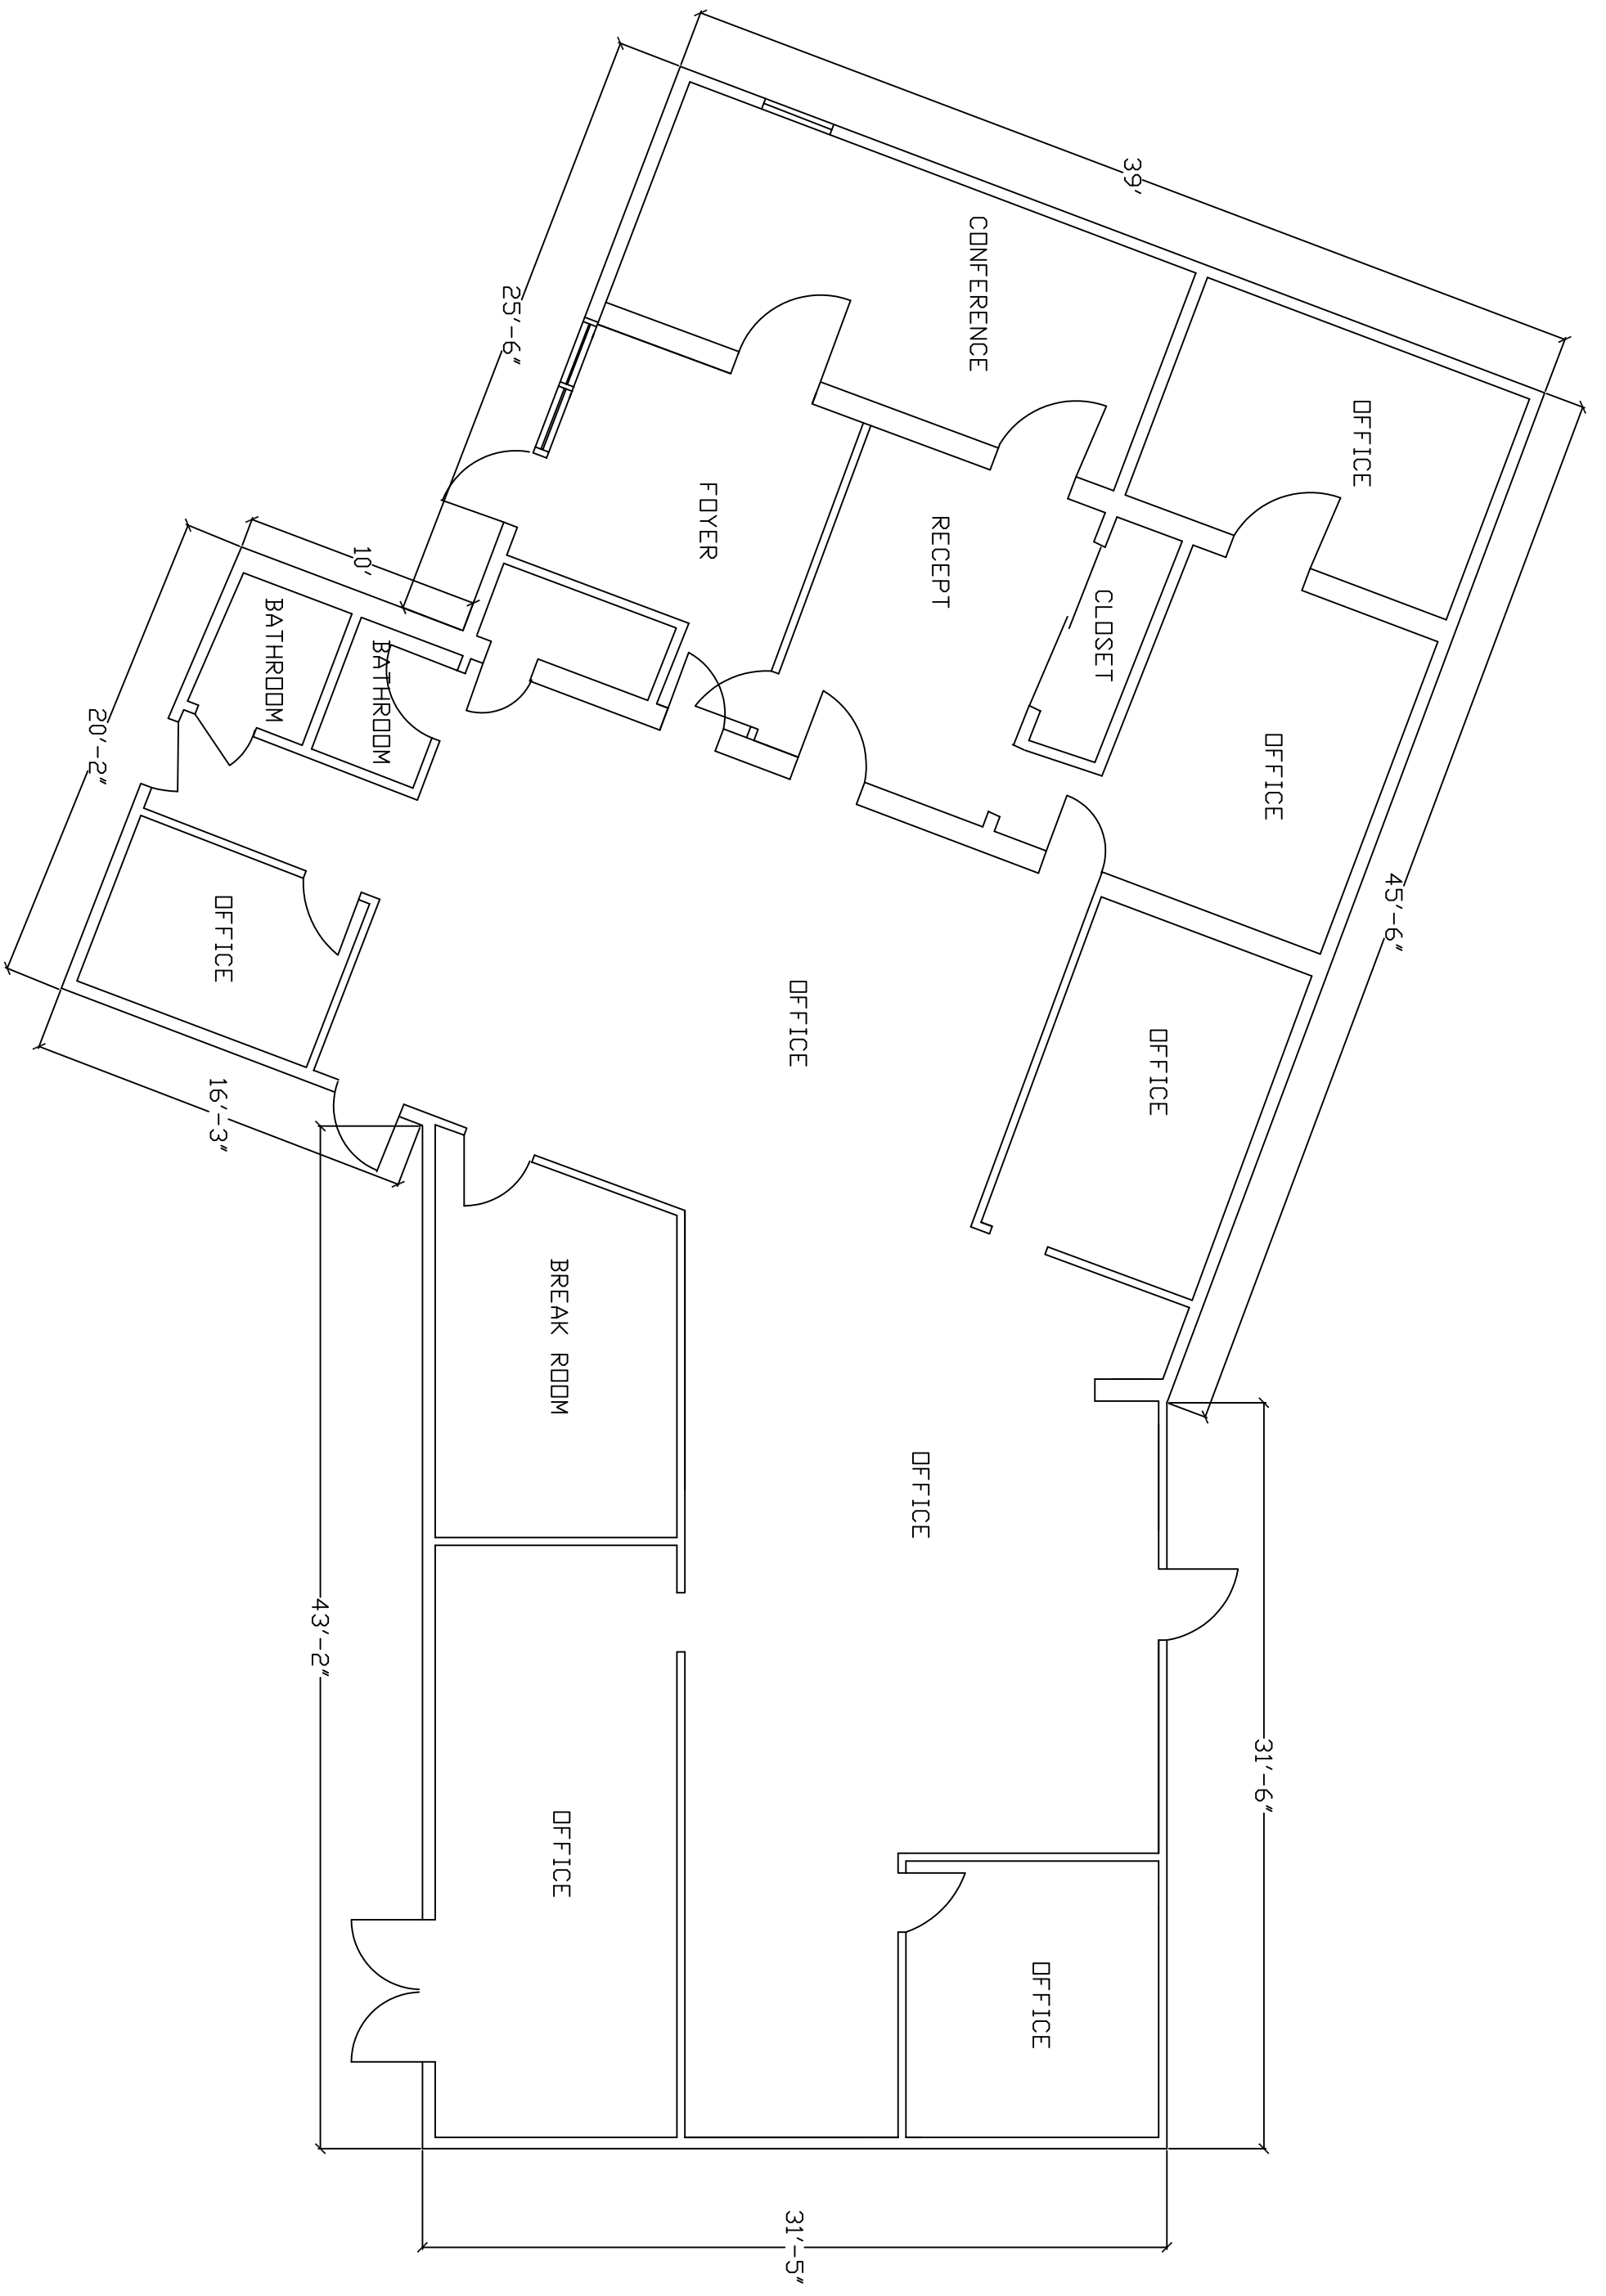 39'
CONFERENCE
25'-6"
OFFICE
FOYER
RECEPT
10'
CLOSET
BATHROOM
BATHROOM
OFFICE
20'-2"
45'-6"
OFFICE
OFFICE
OFFICE
16'-3"
BREAK ROOM
OFFICE
43'-2"
31'-6"
OFFICE
OFFICE
31'-5"